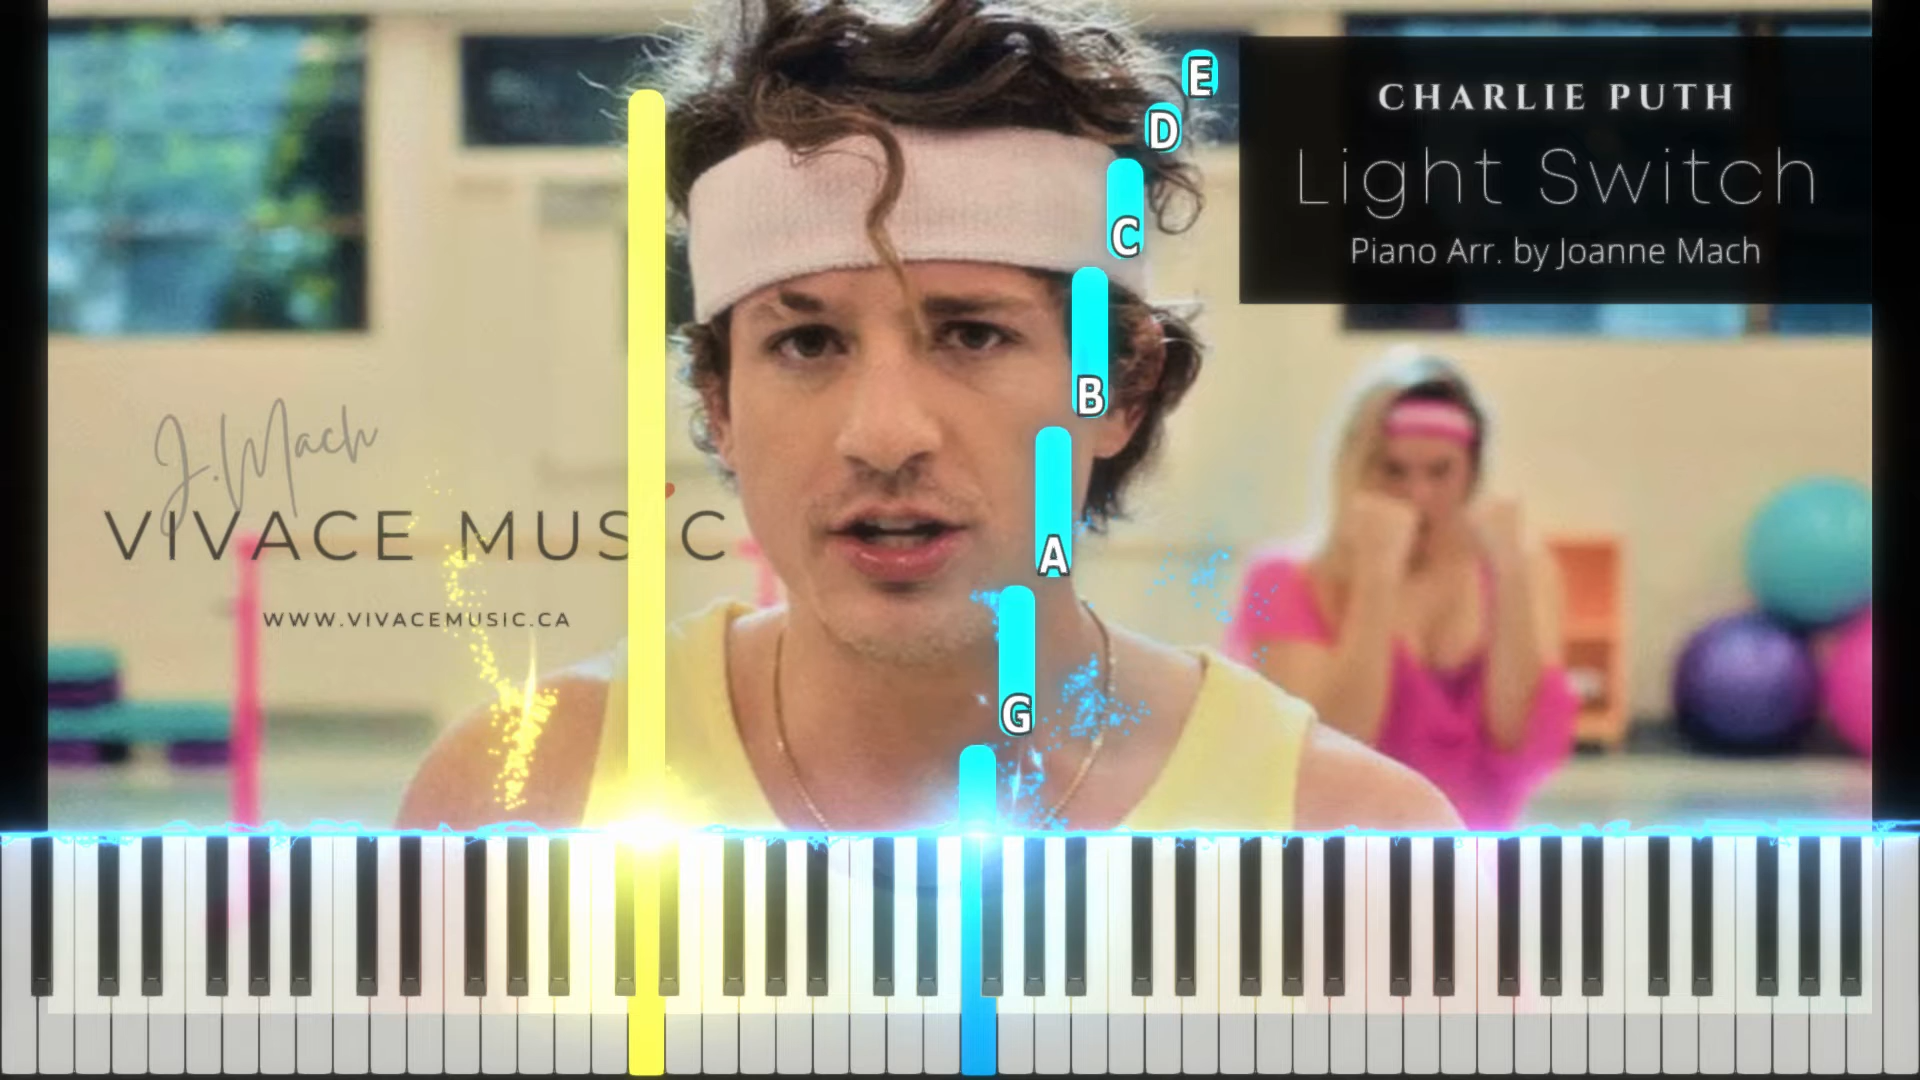 E
D
CHARLIE PUTH
Light Switch
C
Piano Arr. by Joanne Mach
B
J.Mach
VIVACE MUSIC
A
WWW.VIVACEMUSIC.CA
G